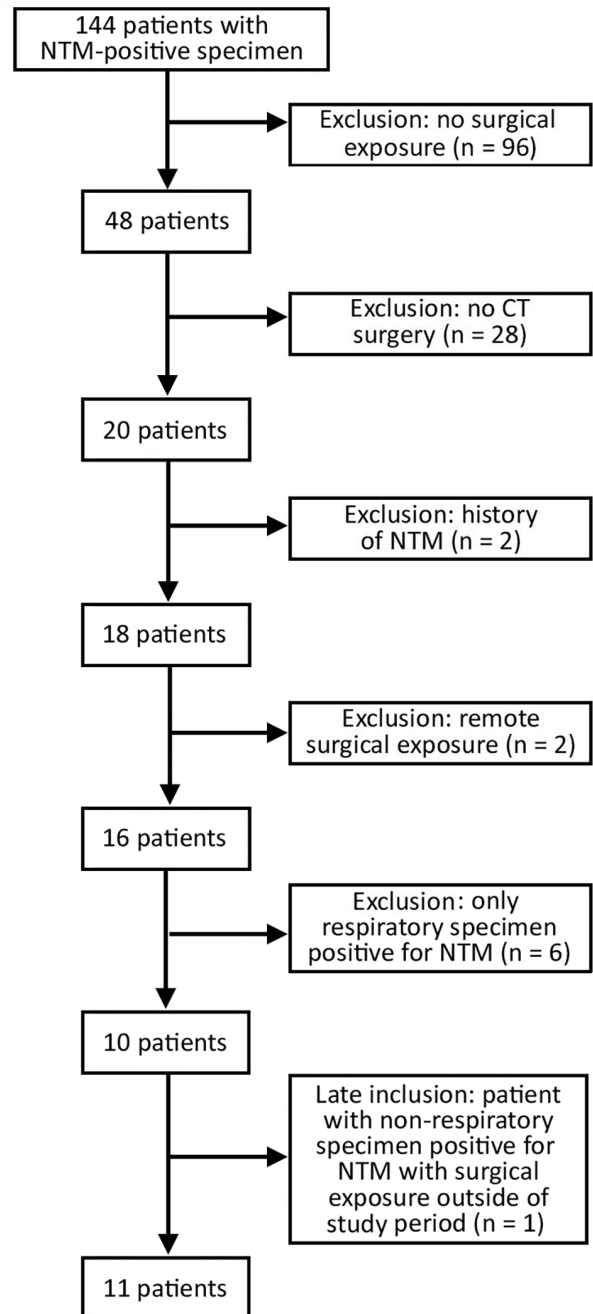 144 patients with
NTM-positive specimen
Exclusion: no surgical
exposure (n = 96)
48 patients
Exclusion: no CT
surgery (n = 28)
20 patients
Exclusion: history
of NTM (n = 2)
18 patients
Exclusion: remote
surgical exposure (n = 2)
16 patients
Exclusion: only
respiratory specimen
positive for NTM (n = 6)
10 patients
Late inclusion: patient
with non-respiratory
specimen positive for
NTM with surgical
exposure outside of
study period (n = 1)
11 patients